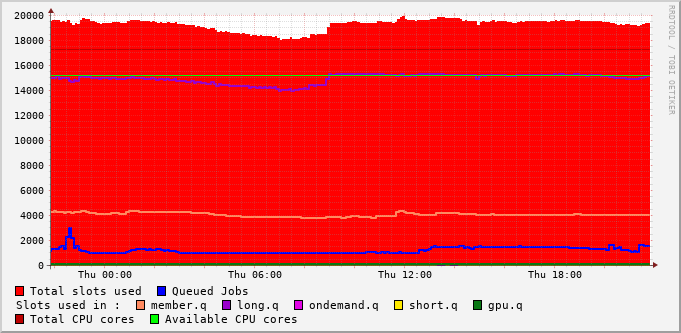 20000
18000
16000
14000
12000
10000
8000
6000
4000
2000
0
Thu 00:00 Thu 06:00 Thu 12:00 Thu 18:00
RRDTOOL / TOBI OETIKER
Total slots used Queued Jobs
Slots used in : member.q long.q ondemand.q short.q gpu.q
Total CPU cores Available CPU cores